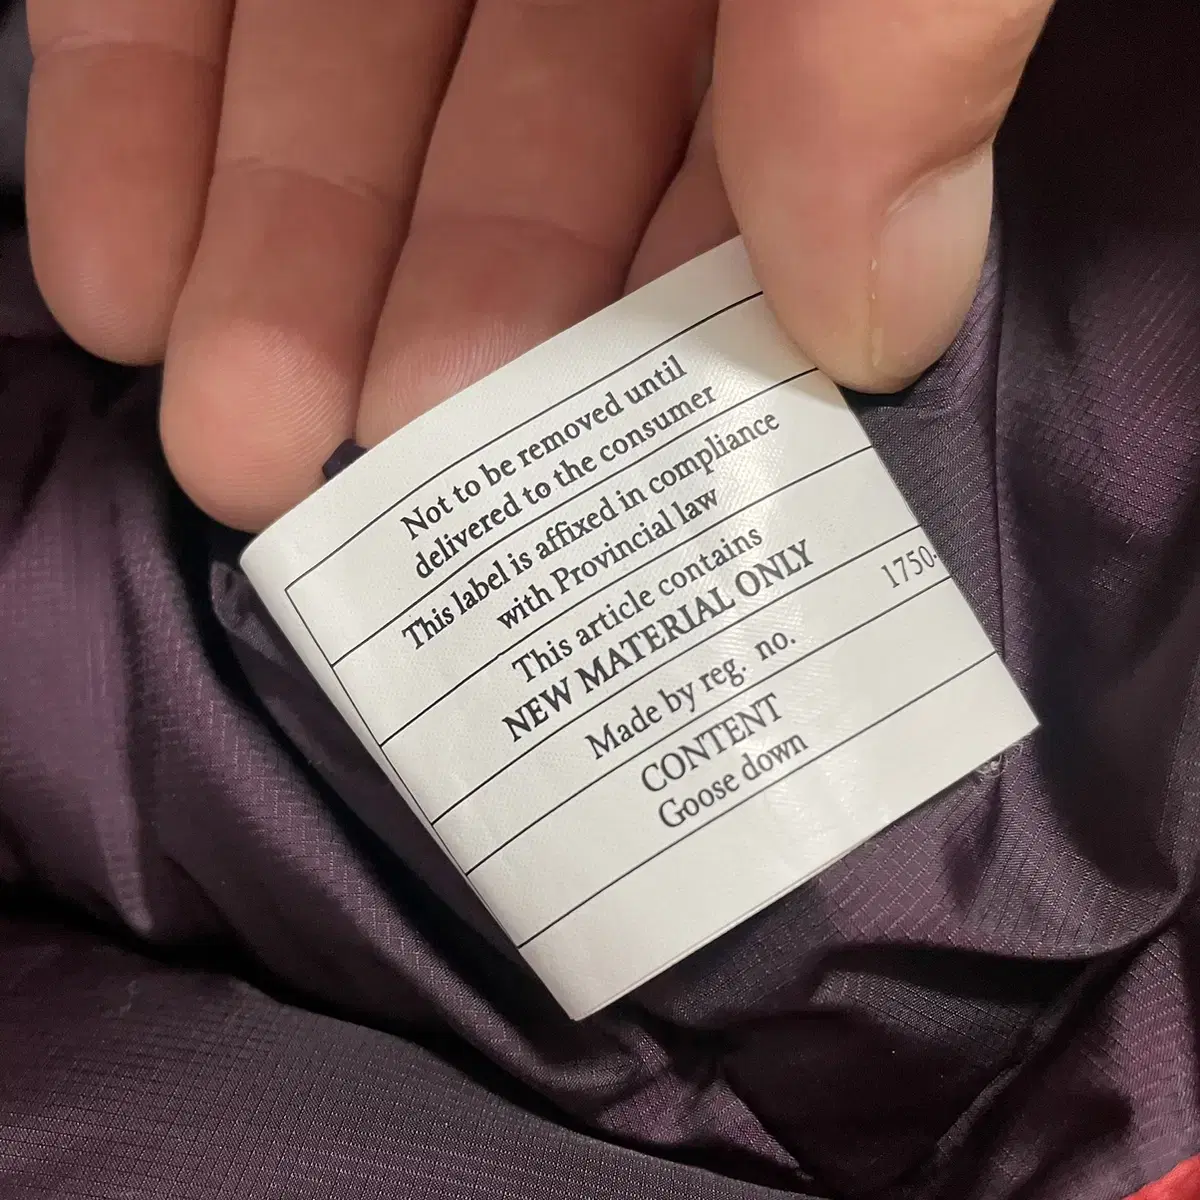 Not to be removed until
delivered to the consumer
This label is affixed in compliance
with Provincial law
This article contains
NEW MATERIAL ONLY
Made by reg. no. 1750-
CONTENT
Goose down